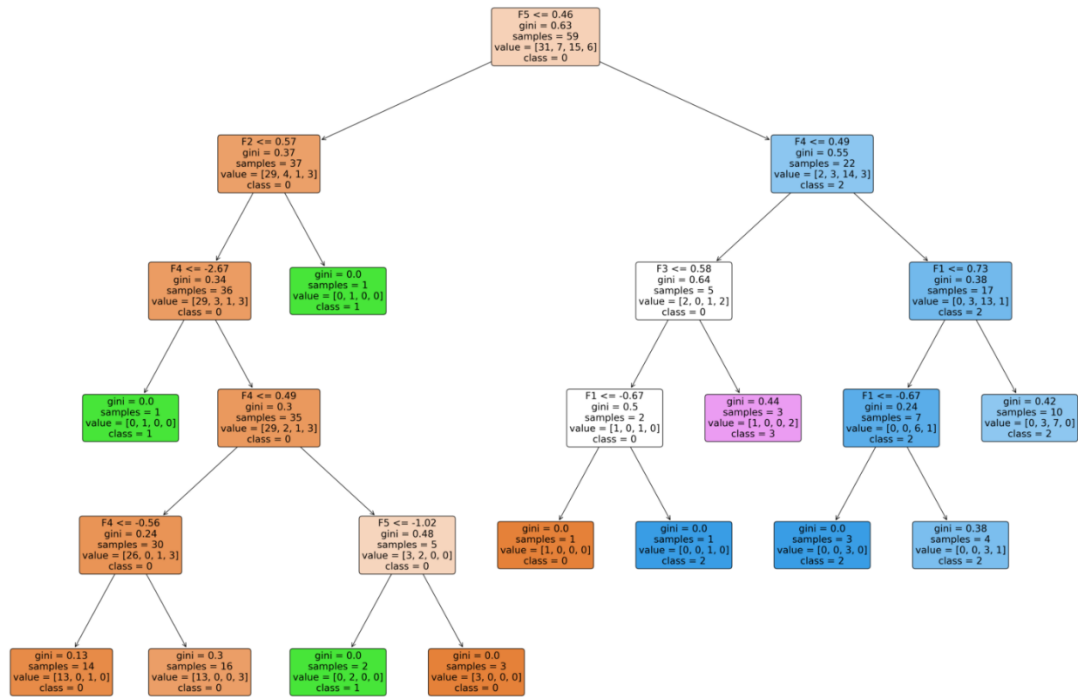 F5 <= 0.46
gini = 0.63
samples = 59
value = [31, 7, 15, 6]
class = 0
F2 <= 0.57
gini = 0.37
samples = 37
value = [29, 4, 1, 3]
class = 0
F4 <= 0.49
gini = 0.55
samples = 22
value = [2, 3, 14, 3]
class = 2
F4 <= -2.67
gini = 0.34
samples = 36
value = [29, 3, 1, 3]
class = 0
gini = 0.0
samples = 1
value = [0, 1, 0, 0]
class = 1
F3 <= 0.58
gini = 0.64
samples = 5
value = [2, 0, 1, 2]
class = 0
F1 <= 0.73
gini = 0.38
samples = 17
value = [0, 3, 13, 1]
class = 2
gini = 0.0
samples = 1
value = [0, 1, 0, 0]
class = 1
F4 <= 0.49
gini = 0.3
samples = 35
value = [29, 2, 1, 3]
class = 0
F1 <= -0.67
gini = 0.5
samples = 2
value = [1, 0, 1, 0]
class = 0
gini = 0.44
samples = 3
value = [1, 0, 0, 2]
class = 3
F1 <= -0.67
gini = 0.24
samples = 7
value = [0, 0, 6, 1]
class = 2
gini = 0.42
samples = 10
value = [0, 3, 7, 0]
class = 2
F4 <= -0.56
gini = 0.24
samples = 30
value = [26, 0, 1, 3]
class = 0
F5 <= -1.02
gini = 0.48
samples = 5
value = [3, 2, 0, 0]
class = 0
gini = 0.0
samples = 1
value = [1, 0, 0, 0]
class = 0
gini = 0.0
samples = 1
value = [0, 0, 1, 0]
class = 2
gini = 0.0
samples = 3
value = [0, 0, 3, 0]
class = 2
gini = 0.38
samples = 4
value = [0, 0, 3, 1]
class = 2
gini = 0.13
samples = 14
value = [13, 0, 1, 0]
class = 0
gini = 0.3
samples = 16
value = [13, 0, 0, 3]
class = 0
gini = 0.0
samples = 2
value = [0, 2, 0, 0]
class = 1
gini = 0.0
samples = 3
value = [3, 0, 0, 0]
class = 0